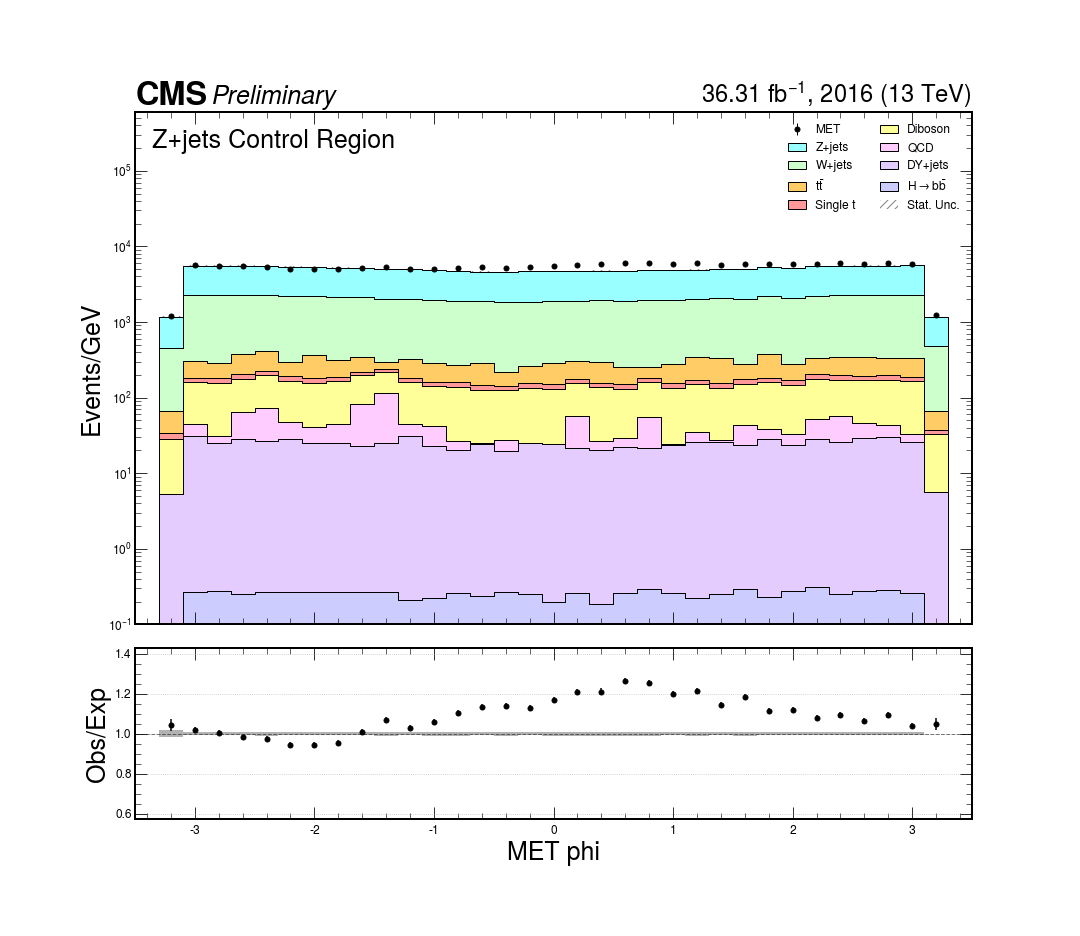 CMS Preliminary
36.31 fb⁻¹, 2016 (13 TeV)
Z+jets Control Region
MET
Z+jets
W+jets
tt̄
Single t
Diboson
QCD
DY+jets
H→bb̄
Stat. Unc.
Events/GeV
10⁵
10⁴
10³
10²
10¹
10⁰
10⁻¹
Obs/Exp
1.4
1.2
1.0
0.8
0.6
-3 -2 -1 0 1 2 3
MET phi